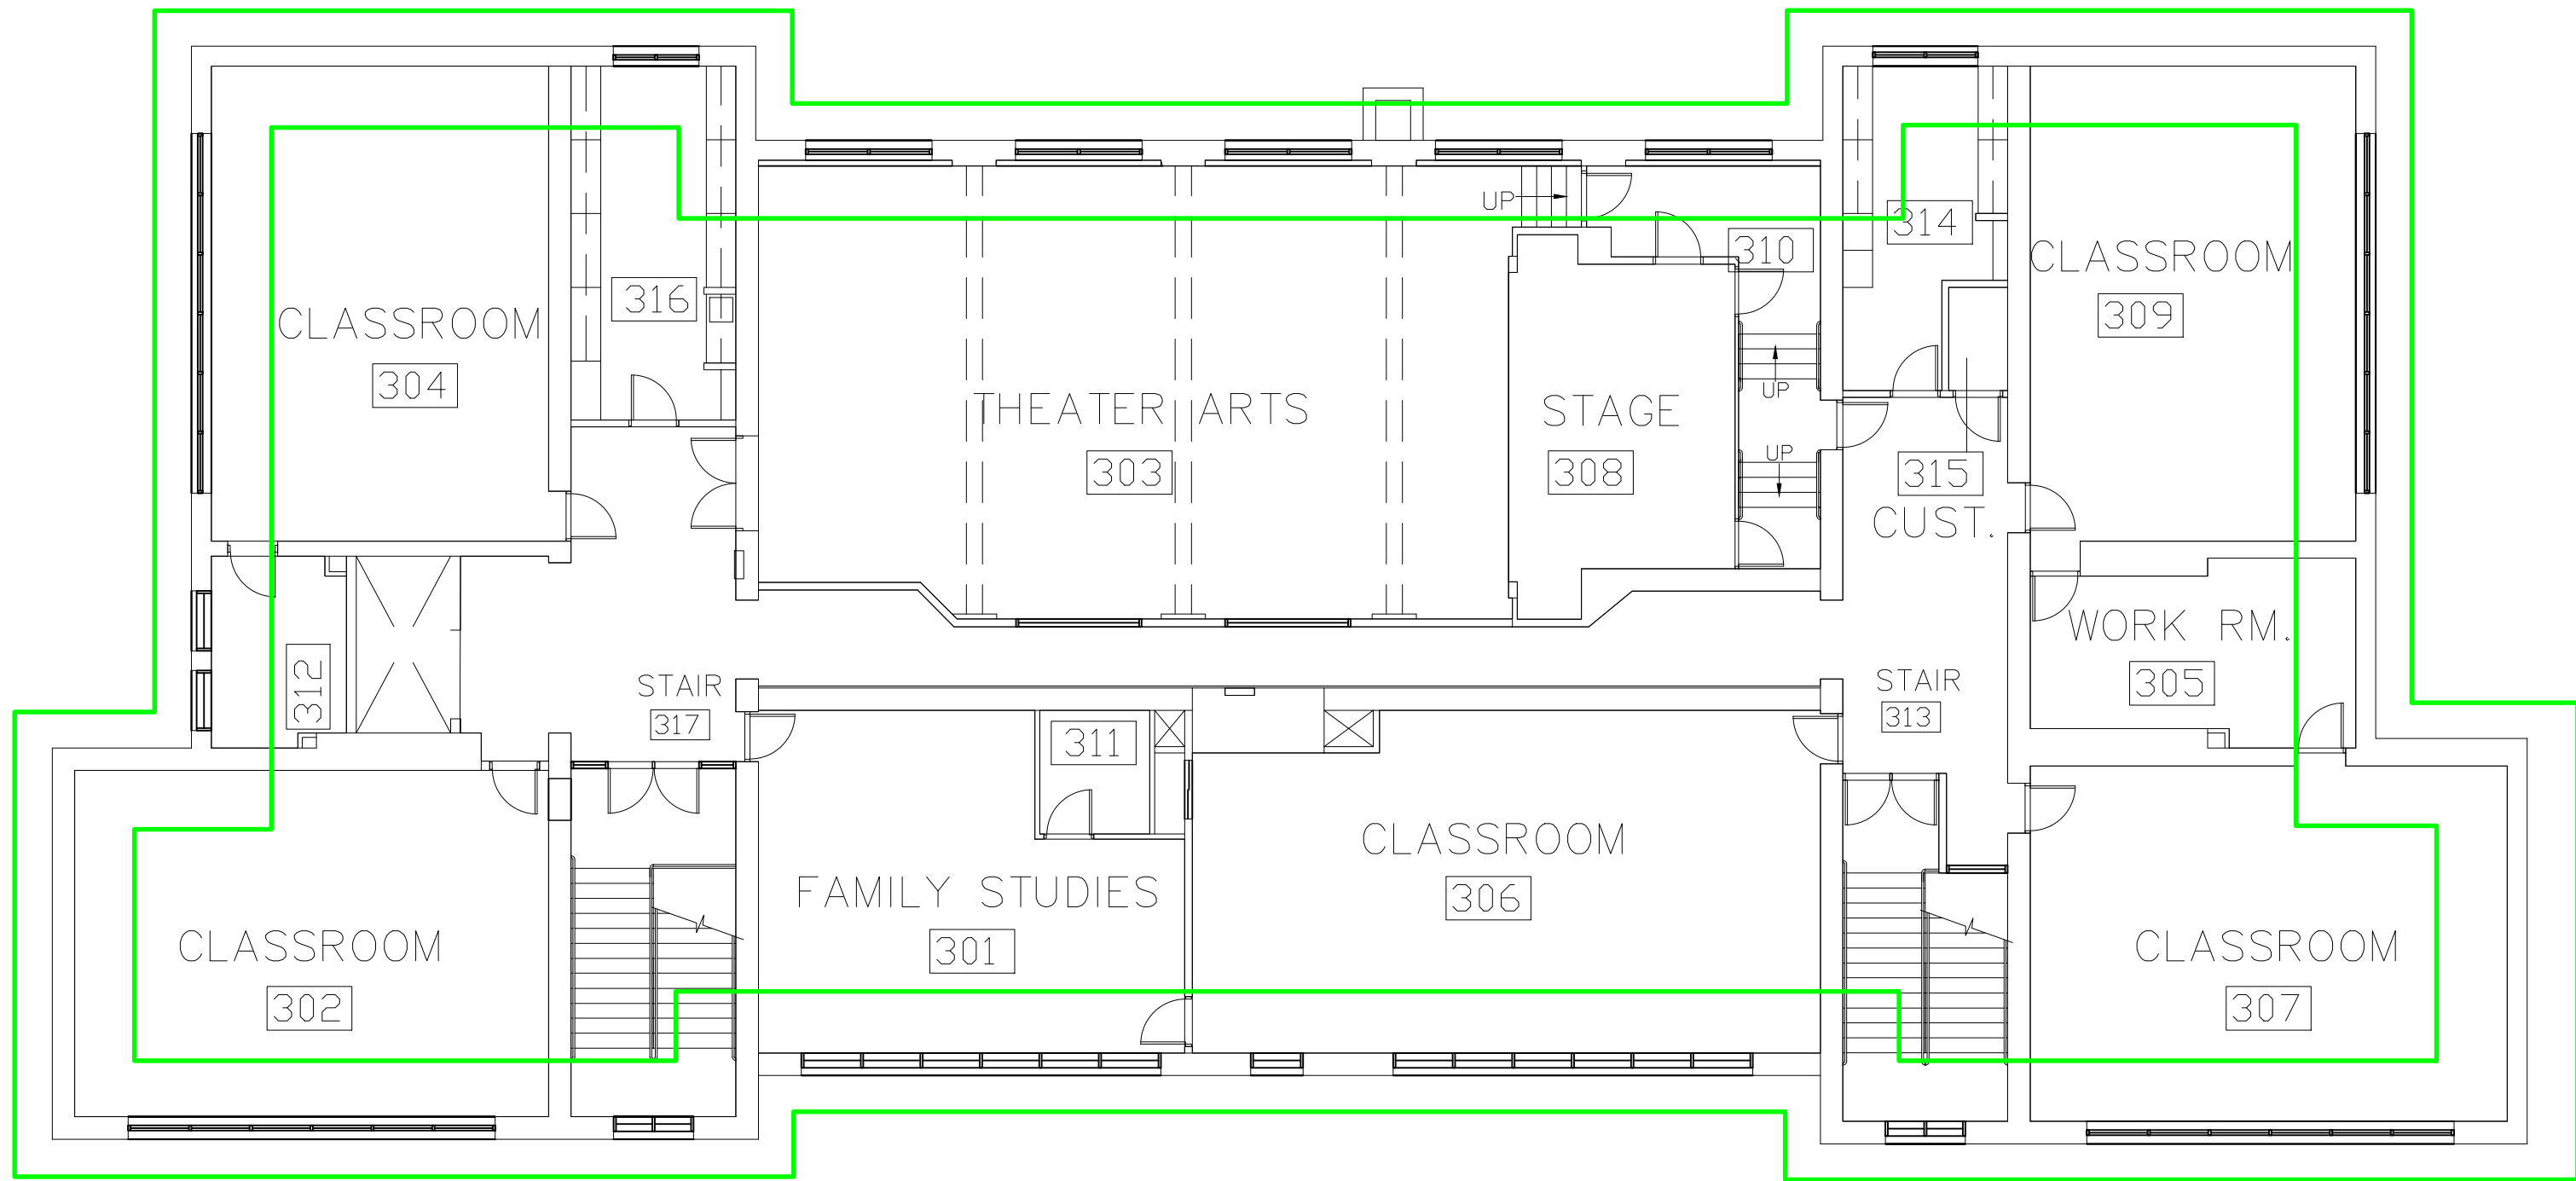 UP
314
310
CLASSROOM
309
316
CLASSROOM
304
UP
THEATER ARTS
303
STAGE
308
UP
315
CUST.
WORK RM.
305
312
STAIR
317
STAIR
313
311
CLASSROOM
306
FAMILY STUDIES
301
CLASSROOM
302
CLASSROOM
307